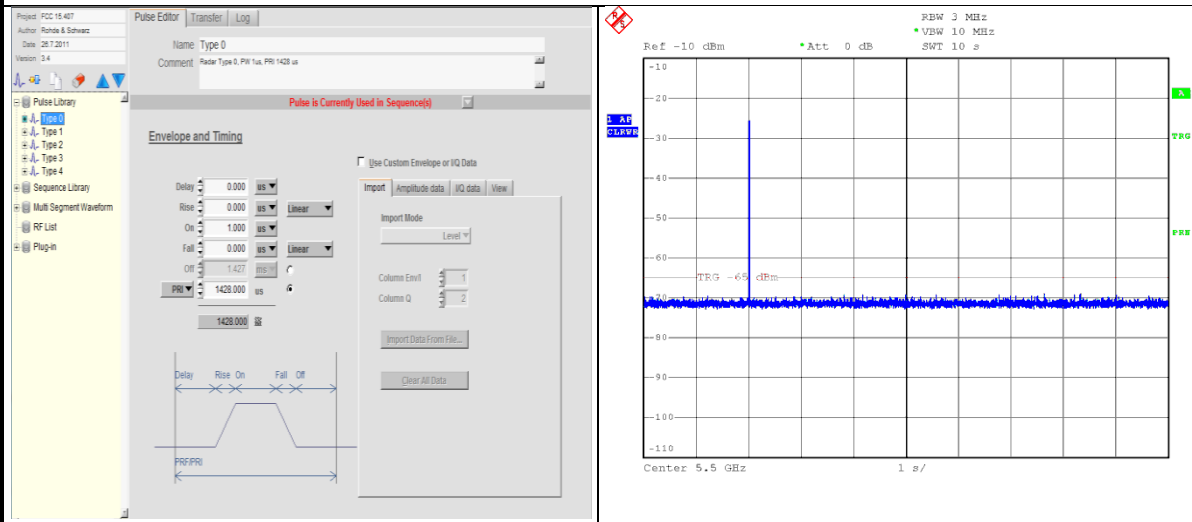 Project FCC 15.407
Author Rohde & Schwarz
Date 26.7.2011
Version 3.4
Pulse Editor Transfer Log
Name Type 0
Comment Radar Type 0, PW 1us, PRI 1428 us
Pulse is Currently Used in Sequence(s)
Pulse Library
Type 0
Type 1
Type 2
Type 3
Type 4
Sequence Library
Multi Segment Waveform
RF List
Plug-in
Envelope and Timing
Delay 0.000 us
Rise 0.000 us Linear
On 1.000 us
Fall 0.000 us Linear
Off 1.427 ms
PRI 1428.000 us
1428.000
Use Custom Envelope or I/Q Data
Import Amplitude data I/Q data View
Import Mode
Level
Column Env/I 1
Column Q 2
Import Data From File...
Clear All Data
Delay Rise On Fall Off
PRF/PRI
R S
RBW 3 MHz
*VBW 10 MHz
Ref -10 dBm *Att 0 dB SWT 10 s
-10
A
-20
1 AP
CLRWR
TRG
-30
-40
-50
PRE
-60
TRG -65 dBm
-70
-80
-90
-100
-110
Center 5.5 GHz 1 s/